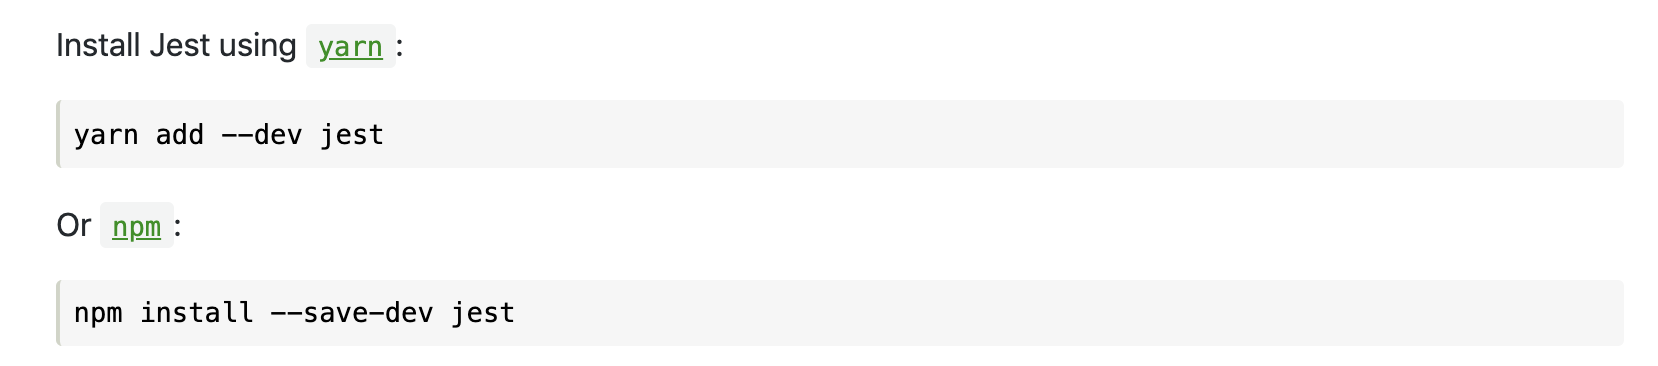 Install Jest using yarn:
yarn add --dev jest
Or npm:
npm install --save-dev jest